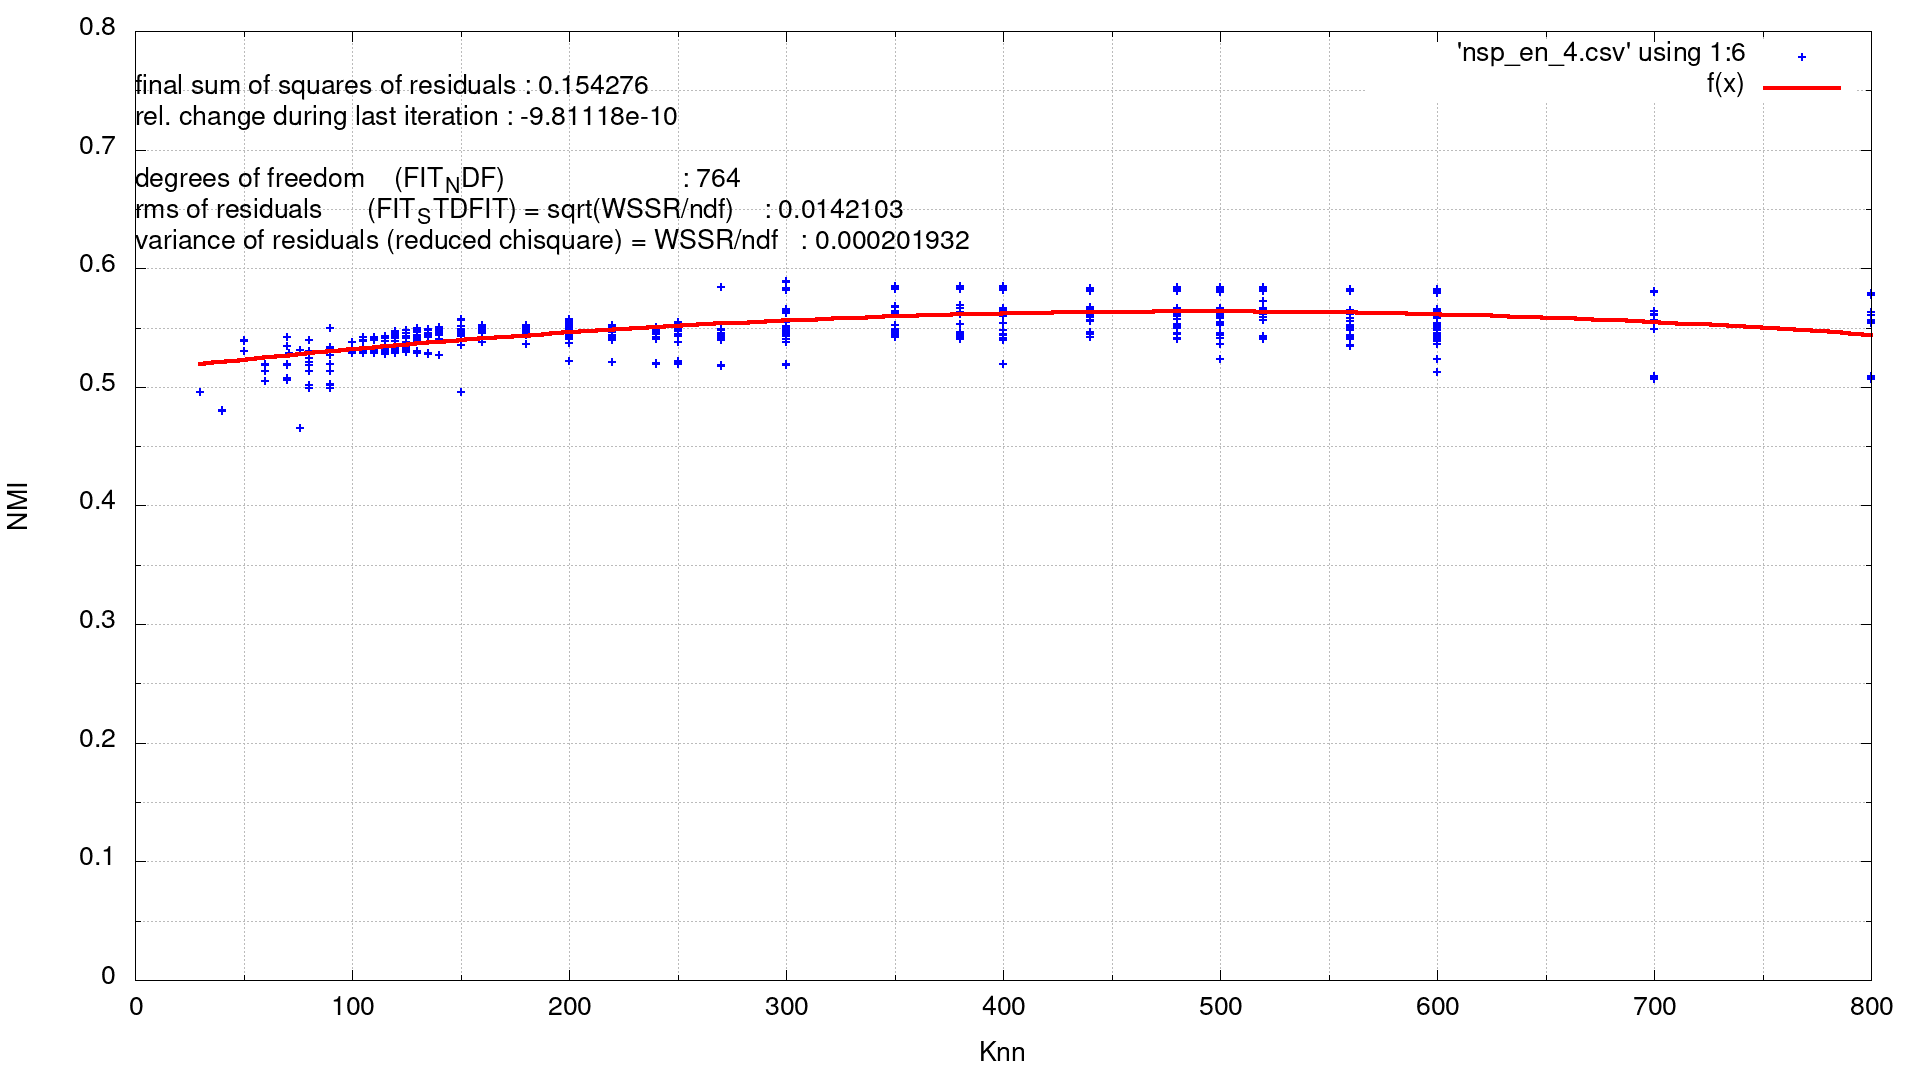 'nsp_en_4.csv' using 1:6
f(x)
final sum of squares of residuals : 0.154276
rel. change during last iteration : -9.81118e-10
degrees of freedom (FIT_NDF) : 764
rms of residuals (FIT_STDFIT) = sqrt(WSSR/ndf) : 0.0142103
variance of residuals (reduced chisquare) = WSSR/ndf : 0.000201932
0.8
0.7
0.6
0.5
0.4
0.3
0.2
0.1
0
NMI
0 100 200 300 400 500 600 700 800
Knn